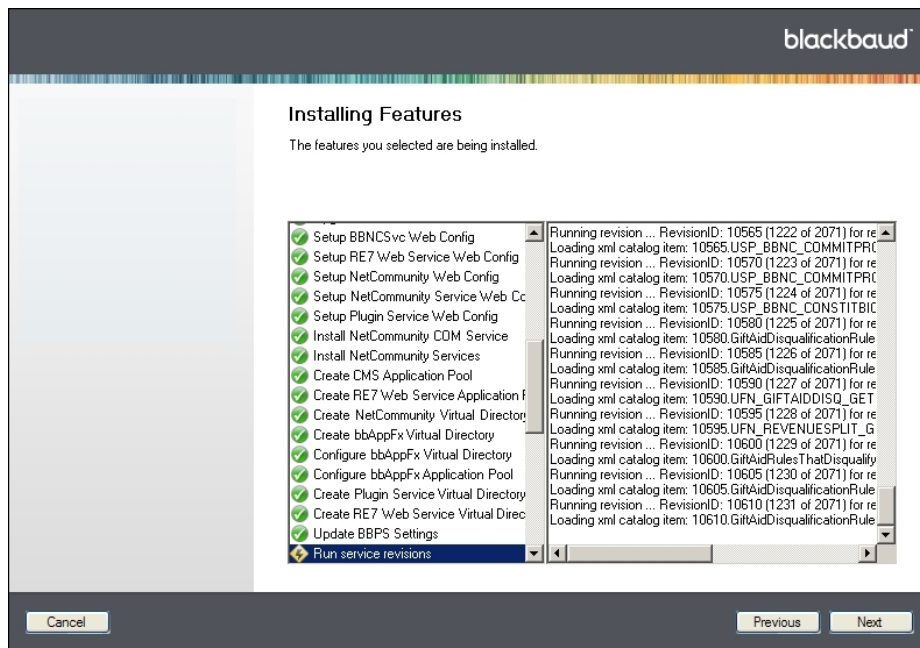 blackbaud
Installing Features
The features you selected are being installed.
Setup BBNCSvc Web Config
Setup RE7 Web Service Web Config
Setup NetCommunity Web Config
Setup NetCommunity Service Web Co
Setup Plugin Service Web Config
Install NetCommunity COM Service
Install NetCommunity Services
Create CMS Application Pool
Create RE7 Web Service Application F
Create NetCommunity Virtual Director
Create bbAppFx Virtual Directory
Configure bbAppFx Virtual Directory
Configure bbAppFx Application Pool
Create Plugin Service Virtual Directory
Create RE7 Web Service Virtual Direc
Update BBPS Settings
Run service revisions
Running revision ... RevisionID: 10565 (1222 of 2071) for re
Loading xml catalog item: 10565.USP_BBNC_COMMITPRO
Running revision ... RevisionID: 10570 (1223 of 2071) for re
Loading xml catalog item: 10570.USP_BBNC_COMMITPRO
Running revision ... RevisionID: 10575 (1224 of 2071) for re
Loading xml catalog item: 10575.USP_BBNC_CONSTITBIO
Running revision ... RevisionID: 10580 (1225 of 2071) for re
Loading xml catalog item: 10580.GiftAidDisqualificationRule
Running revision ... RevisionID: 10585 (1226 of 2071) for re
Loading xml catalog item: 10585.GiftAidDisqualificationRule
Running revision ... RevisionID: 10590 (1227 of 2071) for re
Loading xml catalog item: 10590.UFN_GIFTAIDDISQ_GET
Running revision ... RevisionID: 10595 (1228 of 2071) for re
Loading xml catalog item: 10595.UFN_REVENUESPLIT_G
Running revision ... RevisionID: 10600 (1229 of 2071) for re
Loading xml catalog item: 10600.GiftAidRulesThatDisqualify
Running revision ... RevisionID: 10605 (1230 of 2071) for re
Loading xml catalog item: 10605.GiftAidDisqualificationRule
Running revision ... RevisionID: 10610 (1231 of 2071) for re
Loading xml catalog item: 10610.GiftAidDisqualificationRule
Cancel
Previous
Next